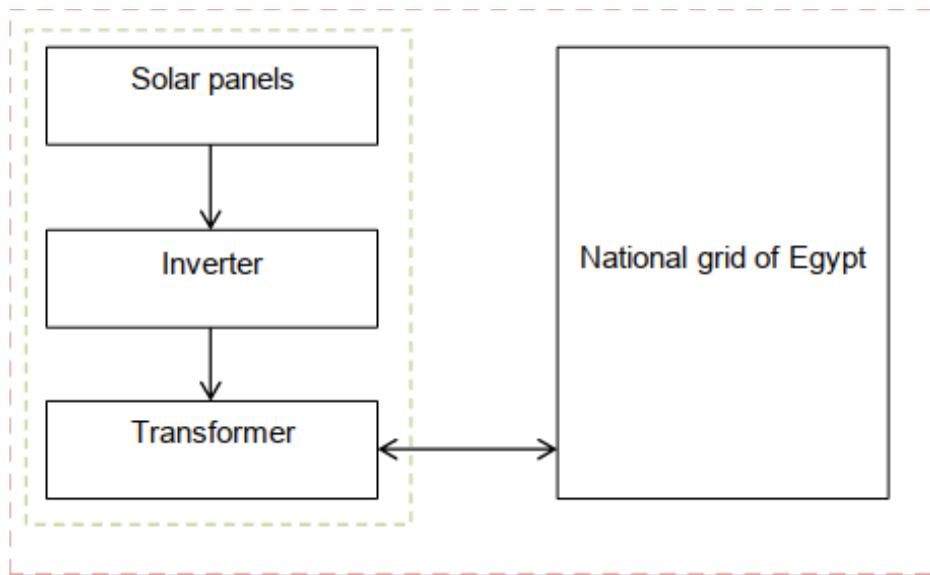 Solar panels
Inverter
National grid of Egypt
Transformer